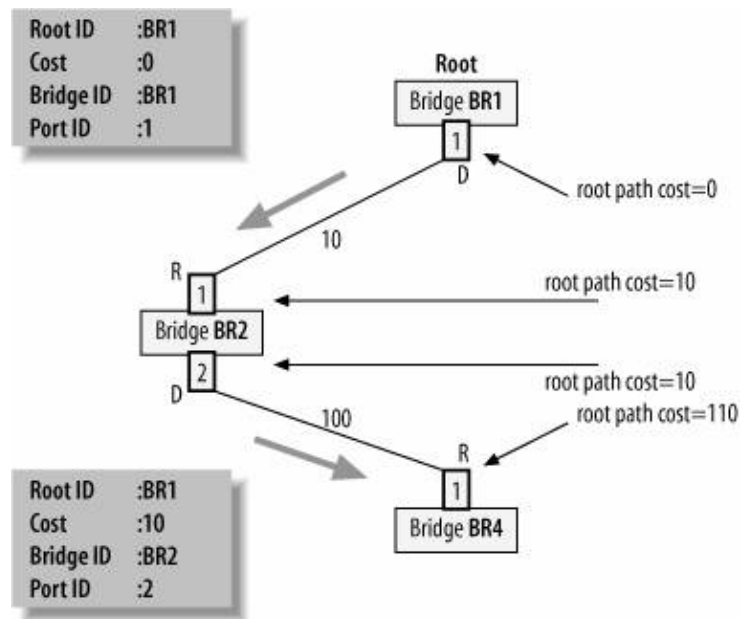 Root ID :BR1
Cost :0
Bridge ID :BR1
Port ID :1
Root
Bridge BR1
1
D
root path cost=0
10
R
1
root path cost=10
Bridge BR2
2
D
root path cost=10
100
root path cost=110
R
1
Bridge BR4
Root ID :BR1
Cost :10
Bridge ID :BR2
Port ID :2